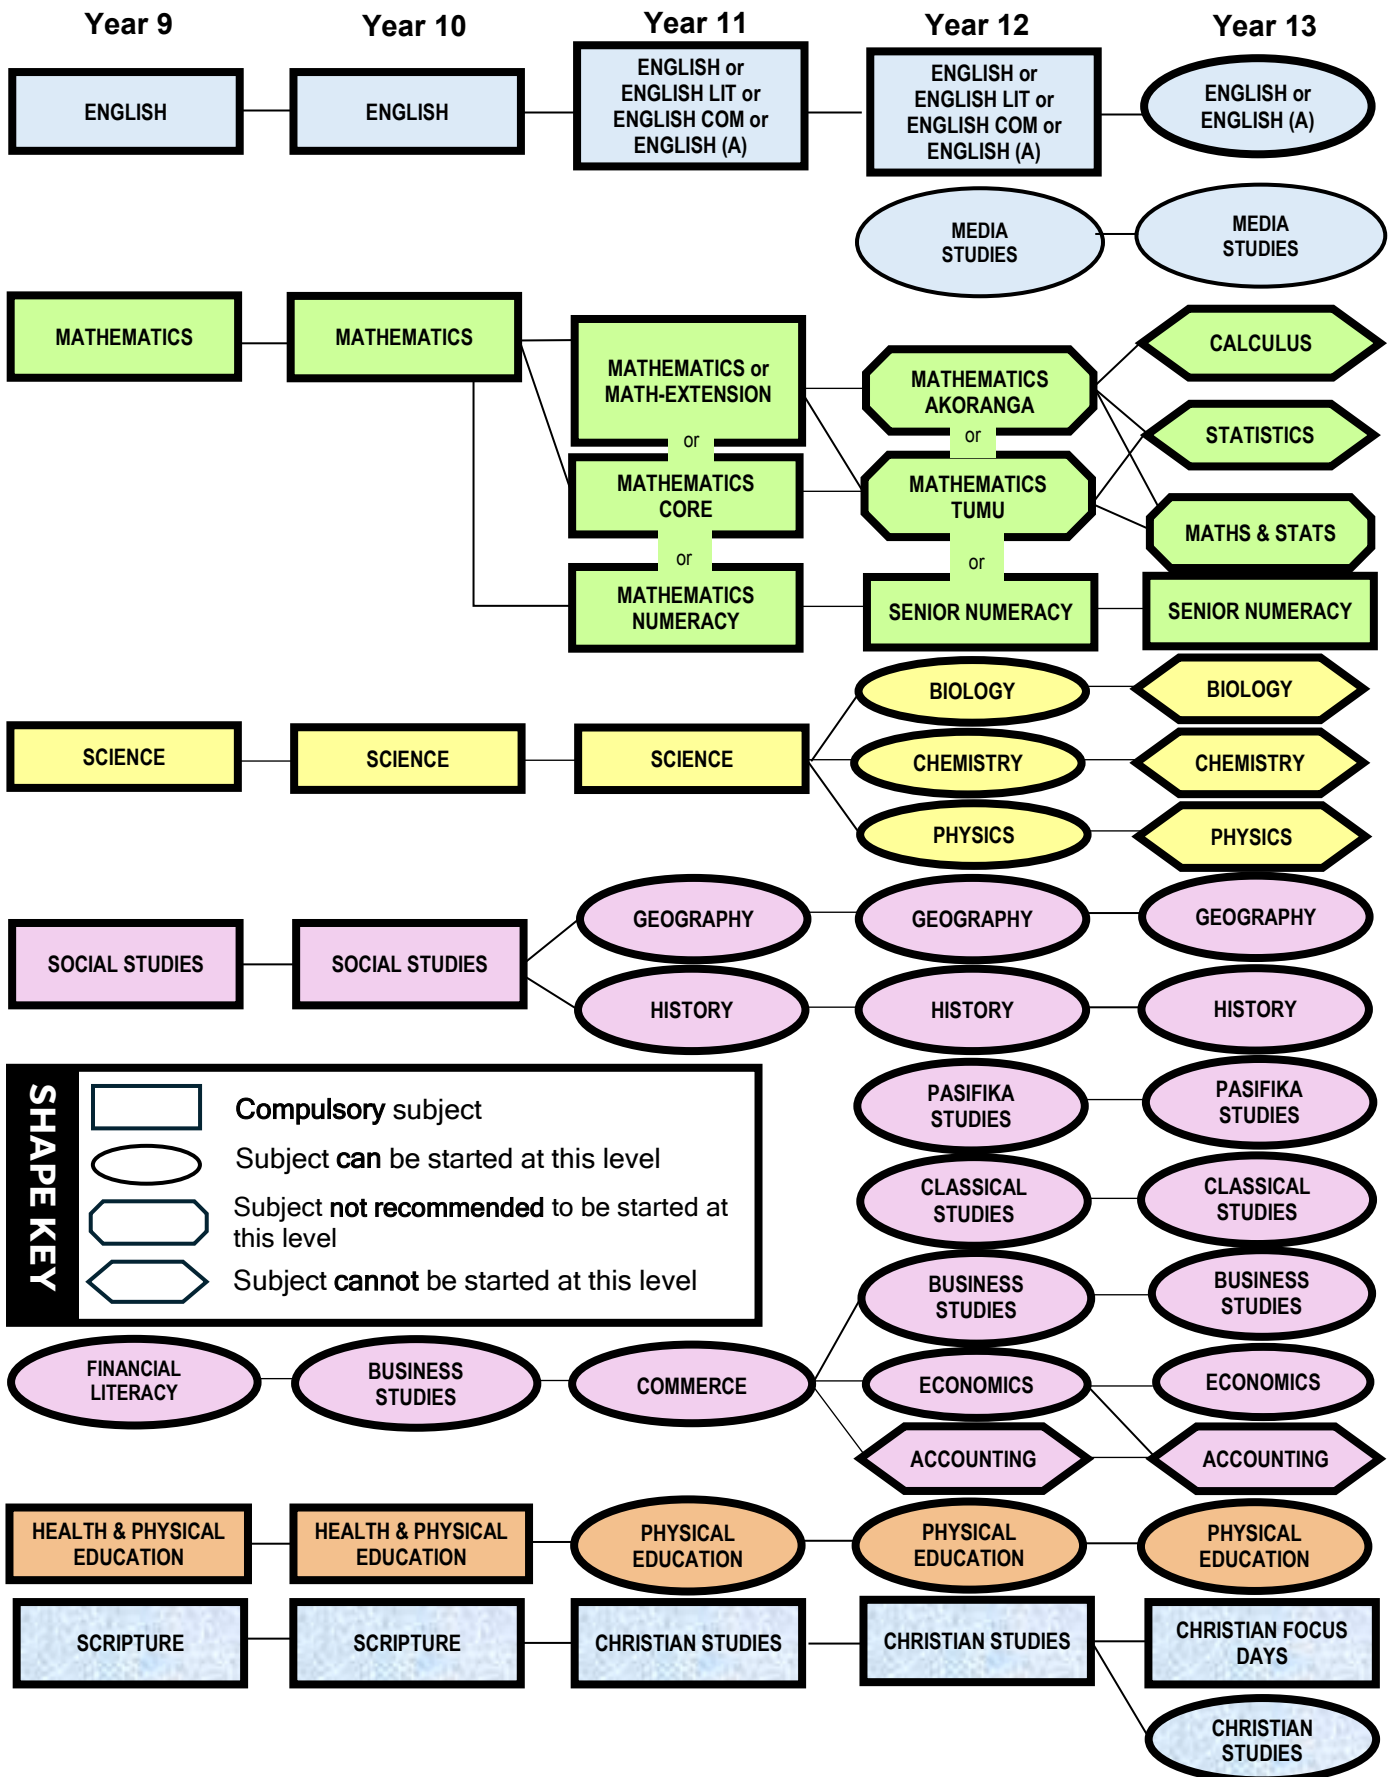 Year 9
Year 10
Year 11
Year 12
Year 13
ENGLISH
ENGLISH
ENGLISH or
ENGLISH LIT or
ENGLISH COM or
ENGLISH (A)
ENGLISH or
ENGLISH LIT or
ENGLISH COM or
ENGLISH (A)
ENGLISH or
ENGLISH (A)
MEDIA
STUDIES
MEDIA
STUDIES
MATHEMATICS
MATHEMATICS
MATHEMATICS or
MATH-EXTENSION
or
MATHEMATICS
CORE
or
MATHEMATICS
NUMERACY
MATHEMATICS
AKORANGA
or
MATHEMATICS
TUMU
or
SENIOR NUMERACY
CALCULUS
STATISTICS
MATHS & STATS
SENIOR NUMERACY
SCIENCE
SCIENCE
SCIENCE
BIOLOGY
BIOLOGY
CHEMISTRY
CHEMISTRY
PHYSICS
PHYSICS
SOCIAL STUDIES
SOCIAL STUDIES
GEOGRAPHY
GEOGRAPHY
GEOGRAPHY
HISTORY
HISTORY
HISTORY
PASIFIKA
STUDIES
PASIFIKA
STUDIES
CLASSICAL
STUDIES
CLASSICAL
STUDIES
SHAPE KEY
Compulsory subject
Subject can be started at this level
Subject not recommended to be started at
this level
Subject cannot be started at this level
BUSINESS
STUDIES
BUSINESS
STUDIES
FINANCIAL
LITERACY
BUSINESS
STUDIES
COMMERCE
ECONOMICS
ECONOMICS
ACCOUNTING
ACCOUNTING
HEALTH & PHYSICAL
EDUCATION
HEALTH & PHYSICAL
EDUCATION
PHYSICAL
EDUCATION
PHYSICAL
EDUCATION
PHYSICAL
EDUCATION
SCRIPTURE
SCRIPTURE
CHRISTIAN STUDIES
CHRISTIAN STUDIES
CHRISTIAN FOCUS
DAYS
CHRISTIAN
STUDIES